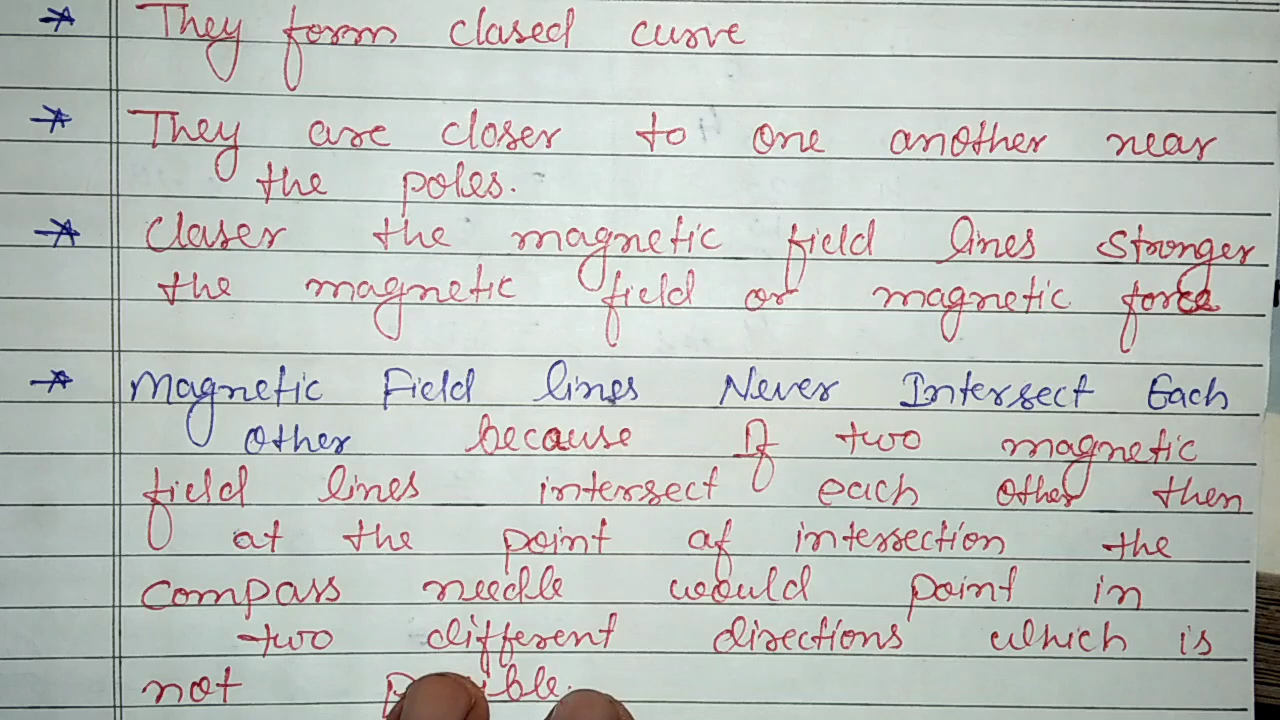 They form clased curve
They are closer to one another near
the poles.
Claser the magnetic field lines stronger
the magnetic field or magnetic force
Magnetic Field lines Never Intersect Each
other because If two magnetic
field lines intersect each other then
at the point of intersection the
compass needle would point in
two different directions which is
not